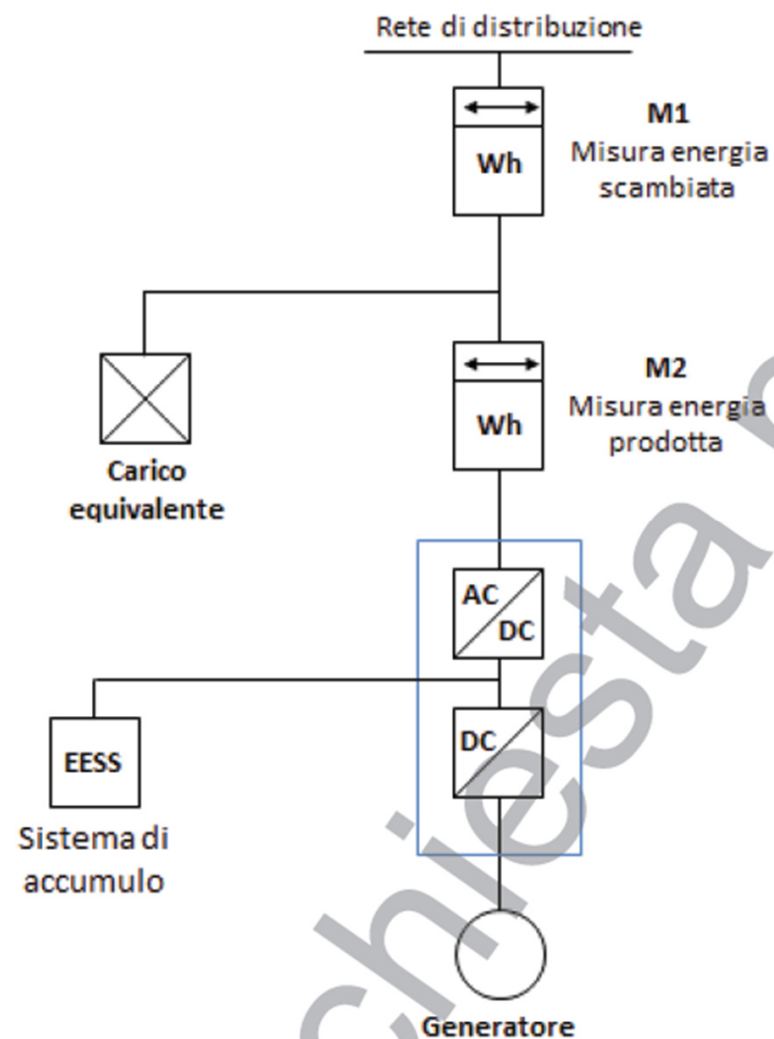 Rete di distribuzione
M1
Misura energia
scambiata
Wh
M2
Misura energia
prodotta
Wh
Carico
equivalente
AC
DC
DC
EESS
Sistema di
accumulo
Generatore
chiesta